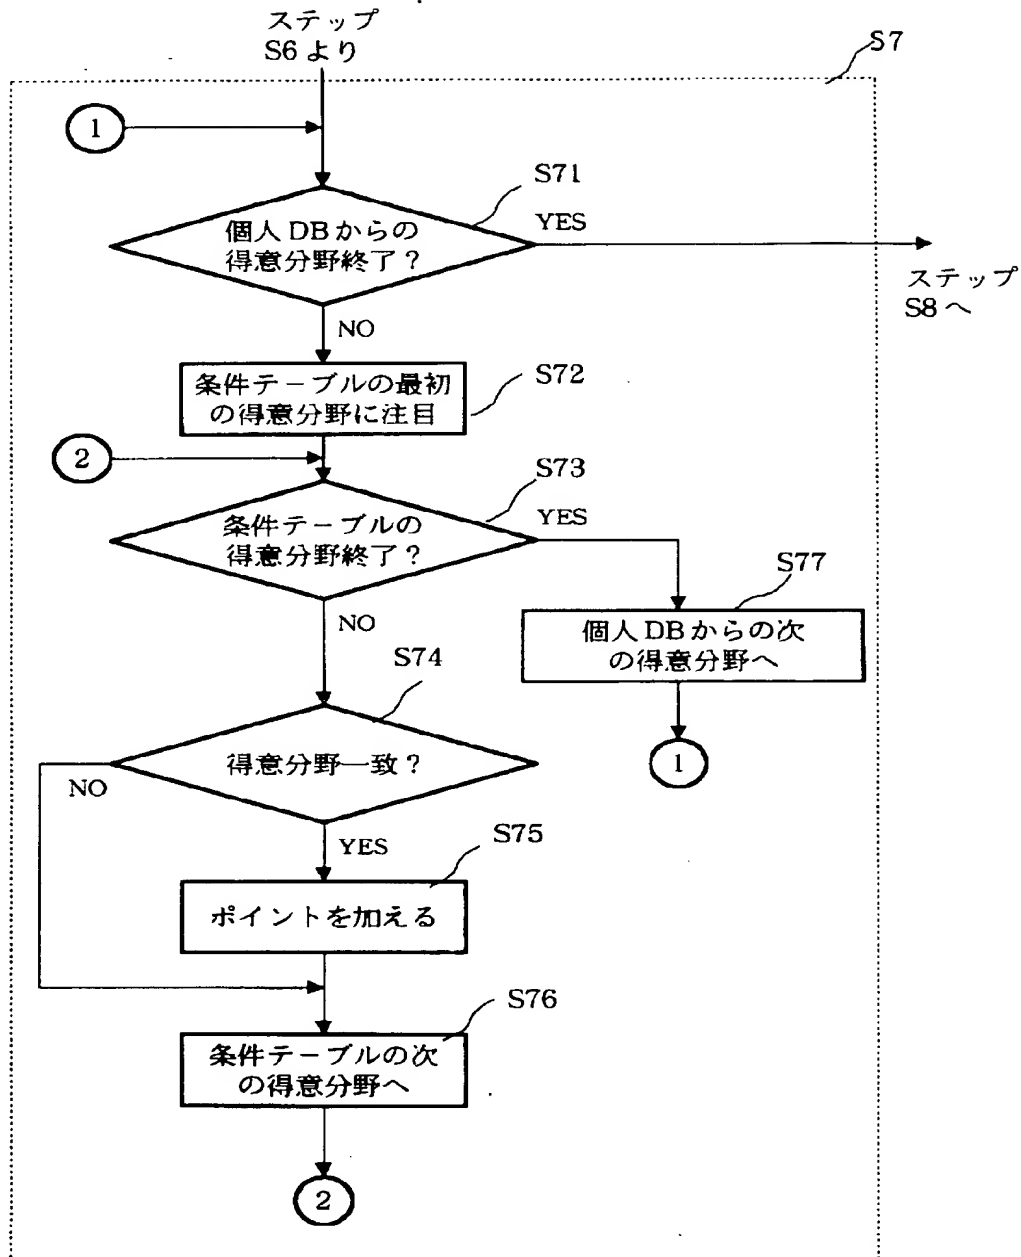 ステップ
S6より
S7
1
S71
個人DBからの
得意分野終了?
YES
ステップ
S8へ
NO
条件テーブルの最初
の得意分野に注目
S72
2
S73
条件テーブルの
得意分野終了?
YES
S77
個人DBからの次
の得意分野へ
NO
S74
得意分野一致?
1
NO
YES
S75
ポイントを加える
S76
条件テーブルの次
の得意分野へ
2